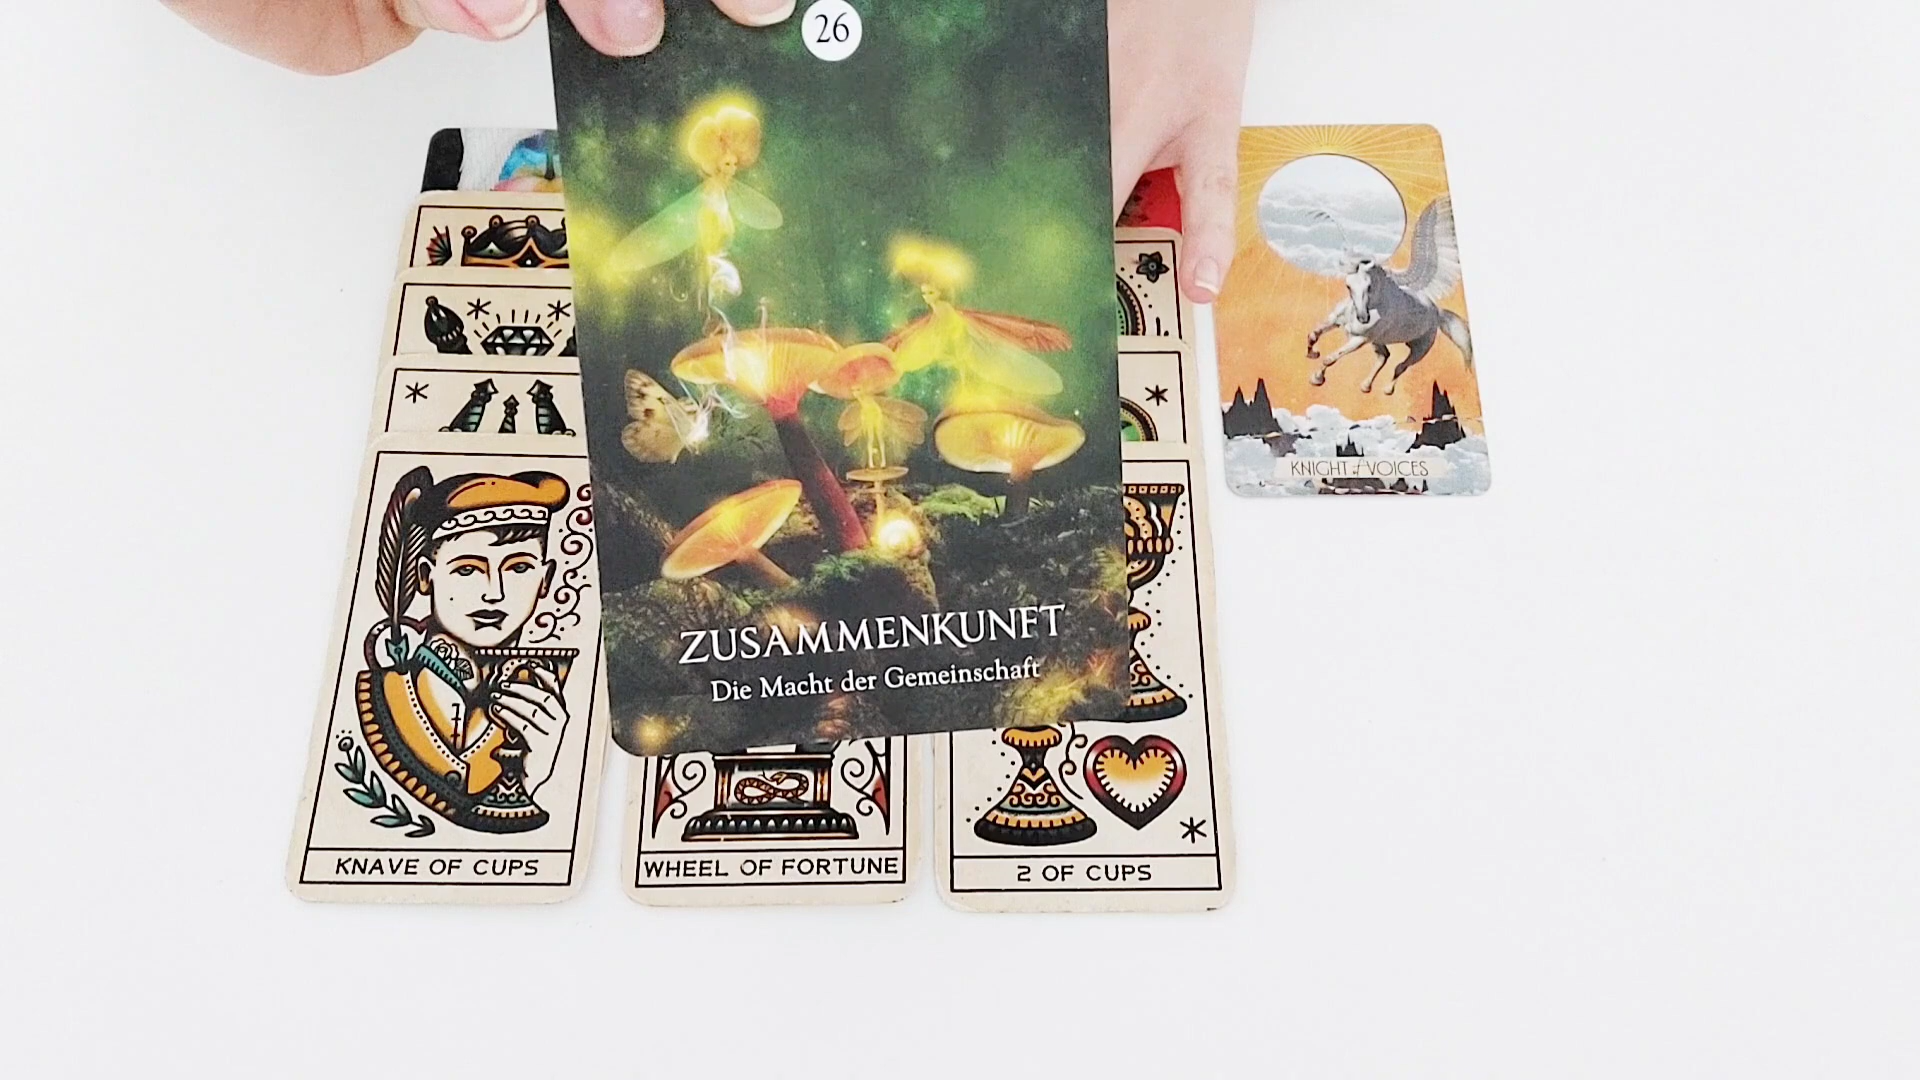 26
ZUSAMMENKUNFT
Die Macht der Gemeinschaft
KNIGHT of VOICES
KNAVE OF CUPS
WHEEL OF FORTUNE
2 OF CUPS